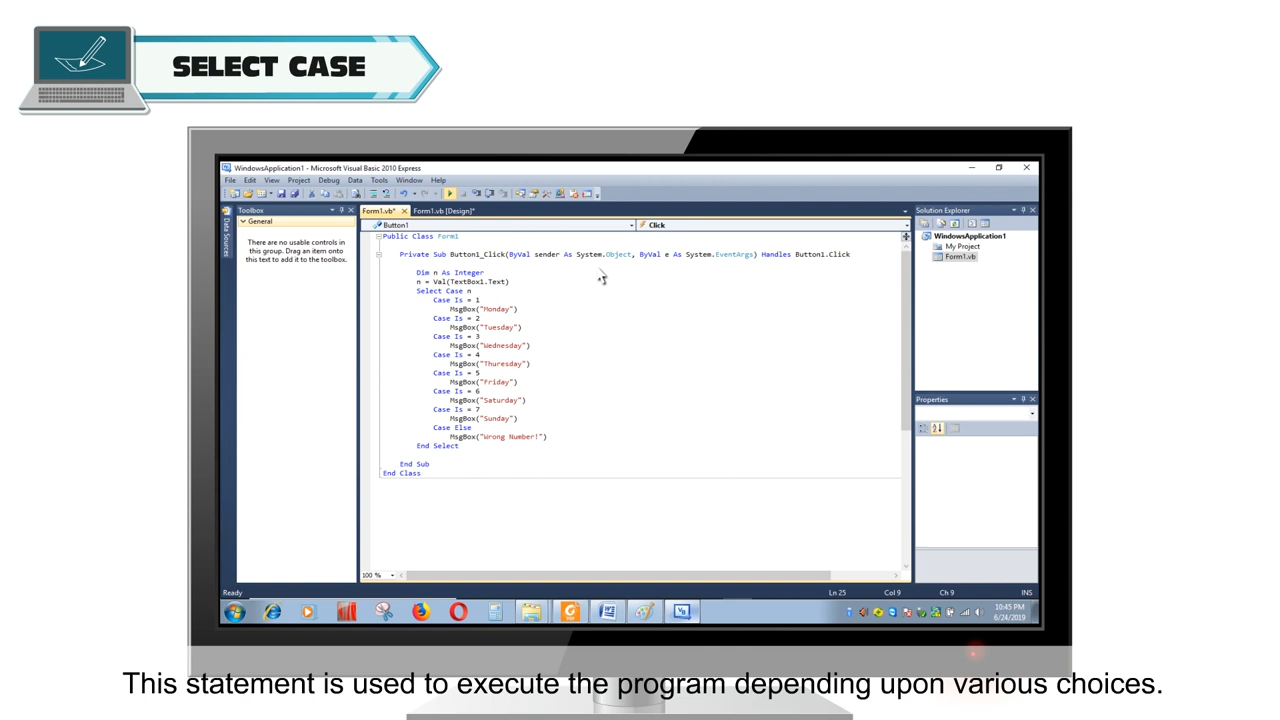 SELECT CASE
WindowsApplication1 - Microsoft Visual Basic 2010 Express
File Edit View Project Debug Data Tools Window Help
Toolbox
General
There are no usable controls in
this group. Drag an item onto
this text to add it to the toolbox.
Data Sources
Form1.vb* Form1.vb [Design]*
Button1 Click
Public Class Form1
Private Sub Button1_Click(ByVal sender As System.Object, ByVal e As System.EventArgs) Handles Button1.Click
Dim n As Integer
n = Val(TextBox1.Text)
Select Case n
Case Is = 1
MsgBox("Monday")
Case Is = 2
MsgBox("Tuesday")
Case Is = 3
MsgBox("Wednesday")
Case Is = 4
MsgBox("Thuresday")
Case Is = 5
MsgBox("Friday")
Case Is = 6
MsgBox("Saturday")
Case Is = 7
MsgBox("Sunday")
Case Else
MsgBox("Wrong Number!")
End Select
End Sub
End Class
100 %
Solution Explorer
WindowsApplication1
My Project
Form1.vb
Properties
Ready Ln 25 Col 9 Ch 9 INS
10:45 PM
6/24/2019
This statement is used to execute the program depending upon various choices.